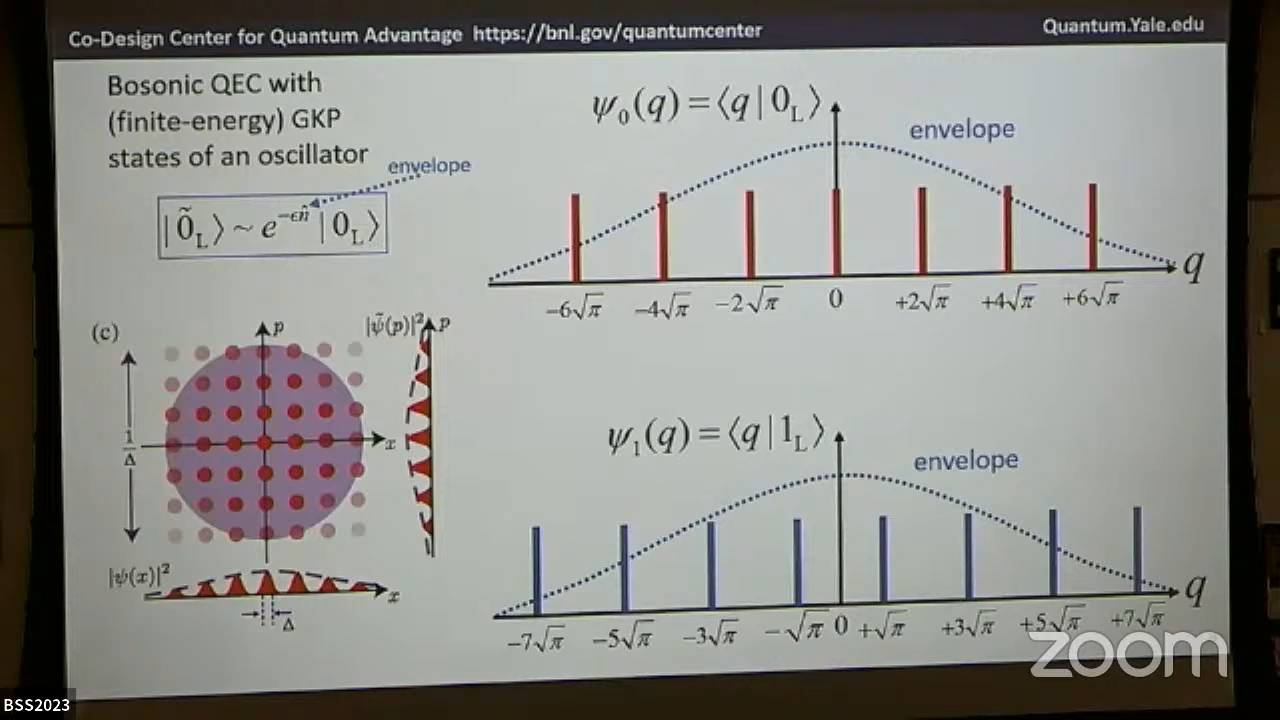 Co-Design Center for Quantum Advantage https://bnl.gov/quantumcenter
Quantum.Yale.edu
Bosonic QEC with
(finite-energy) GKP
states of an oscillator
envelope
|0̃_L⟩ ~ e^{-εn̂} |0_L⟩
ψ₀(q) = ⟨q | 0_L⟩
envelope
q
−6√π −4√π −2√π 0 +2√π +4√π +6√π
(c)
p
|ψ̃(p)|² p
1/Δ
x
|ψ(x)|²
x
Δ
ψ₁(q) = ⟨q | 1_L⟩
envelope
q
−7√π −5√π −3√π −√π 0 +√π +3√π +5√π +7√π
zoom
BSS2023